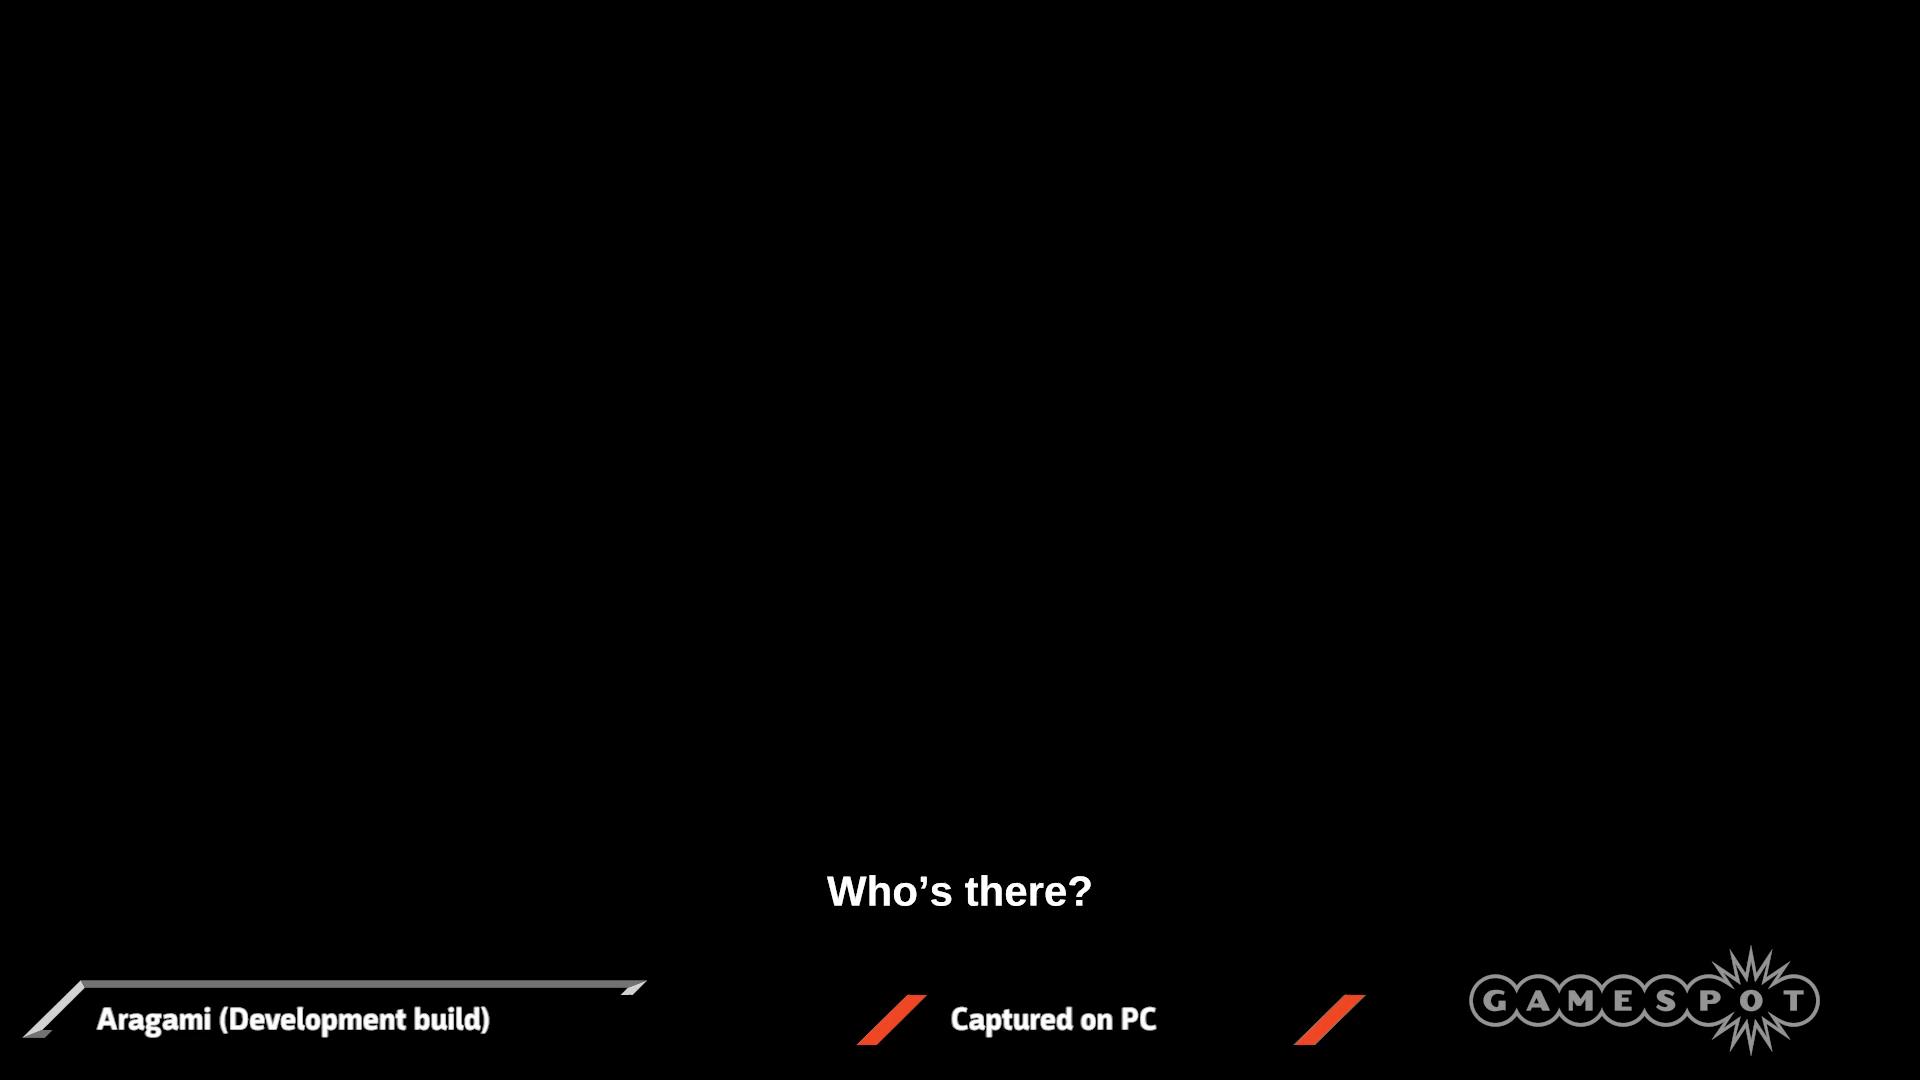 Who’s there?
Aragami (Development build)
Captured on PC
GAMESPOT